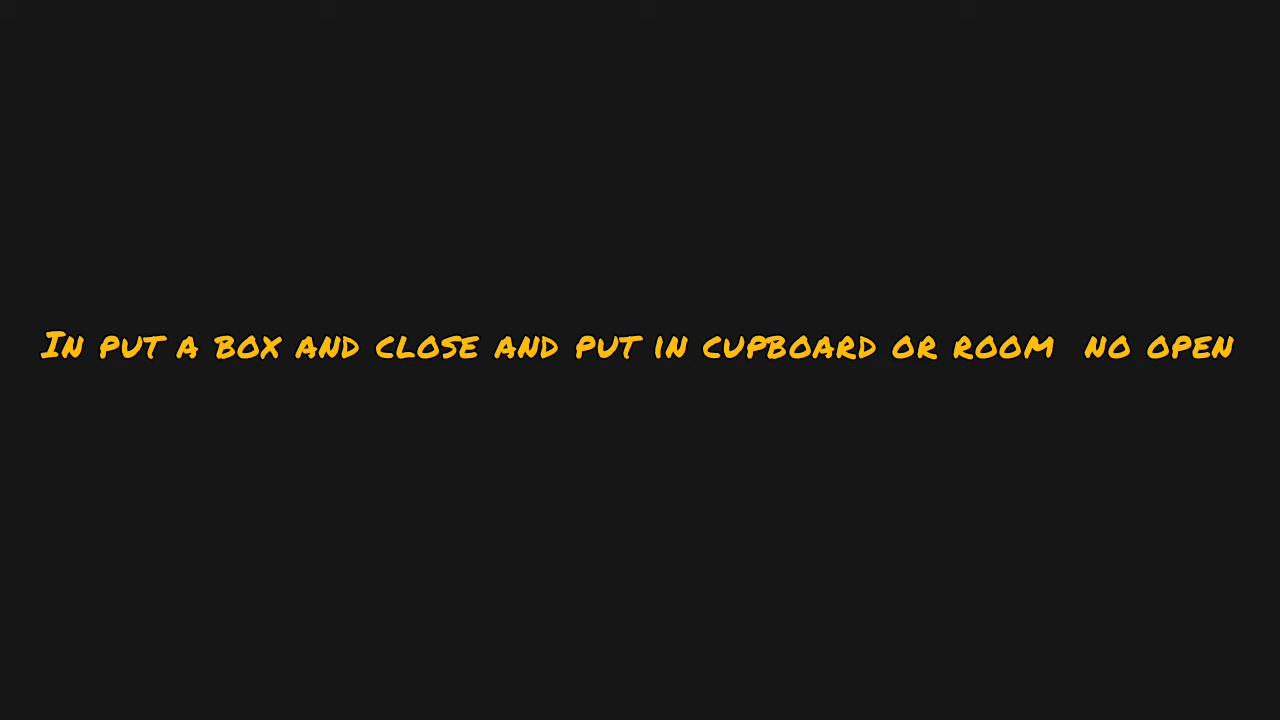 In put a box and close and put in cupboard or room  no open